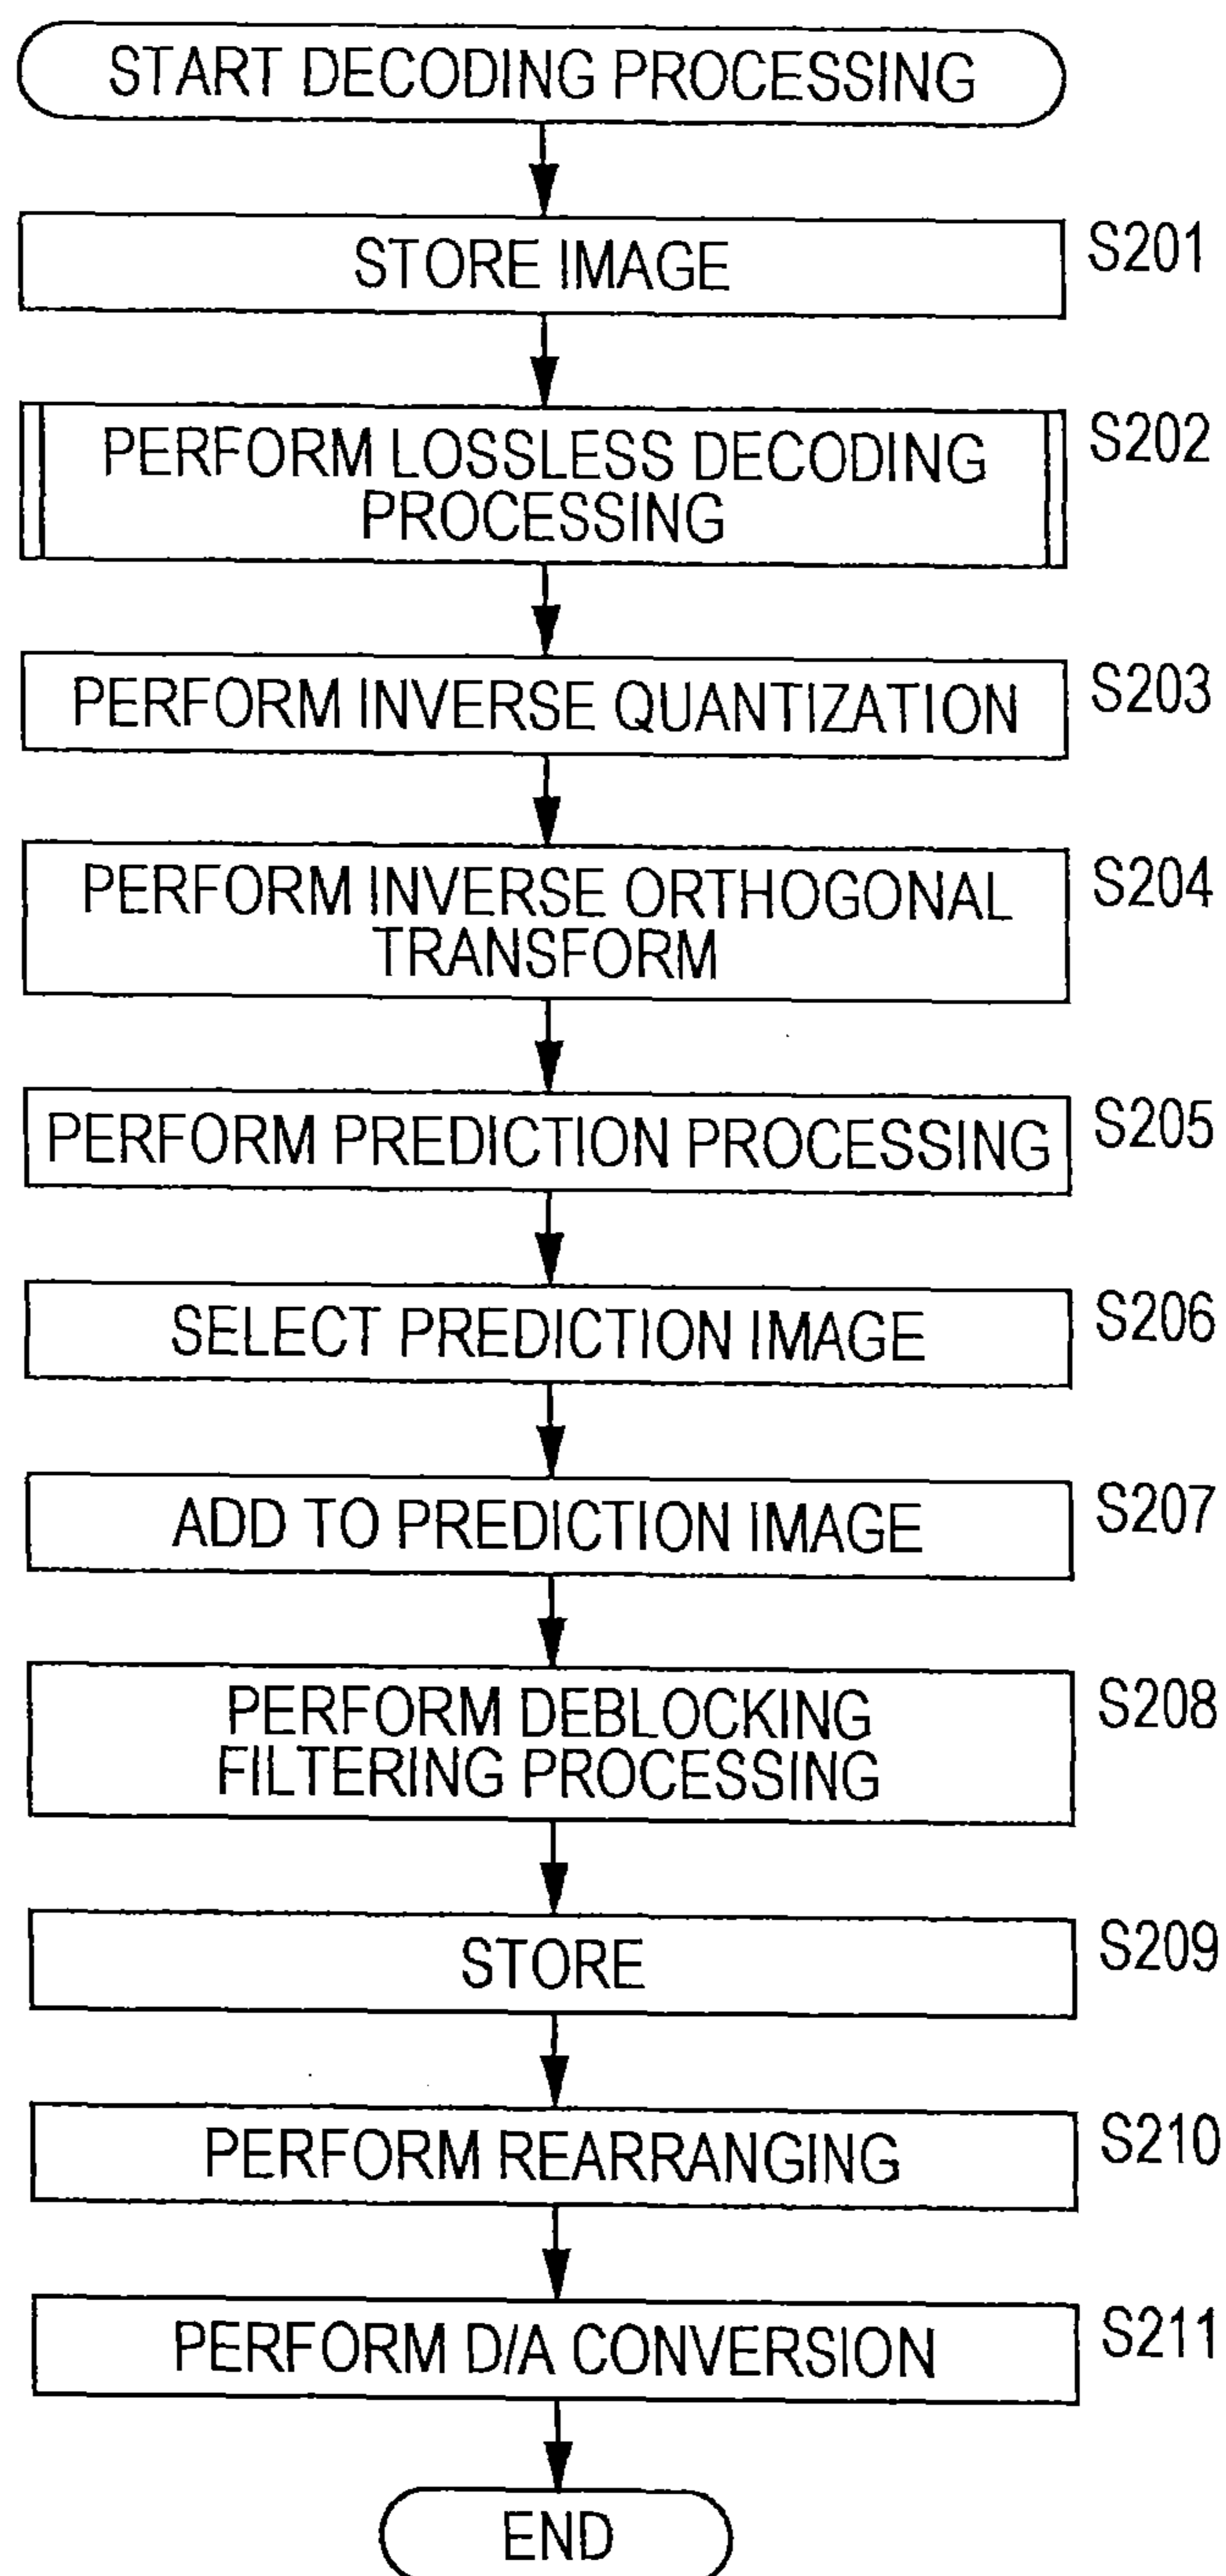 START DECODING PROCESSING
STORE IMAGE
S201
PERFORM LOSSLESS DECODING
PROCESSING
S202
PERFORM INVERSE QUANTIZATION
S203
PERFORM INVERSE ORTHOGONAL
TRANSFORM
S204
PERFORM PREDICTION PROCESSING
S205
SELECT PREDICTION IMAGE
S206
ADD TO PREDICTION IMAGE
S207
PERFORM DEBLOCKING
FILTERING PROCESSING
S208
STORE
S209
PERFORM REARRANGING
S210
PERFORM D/A CONVERSION
S211
END